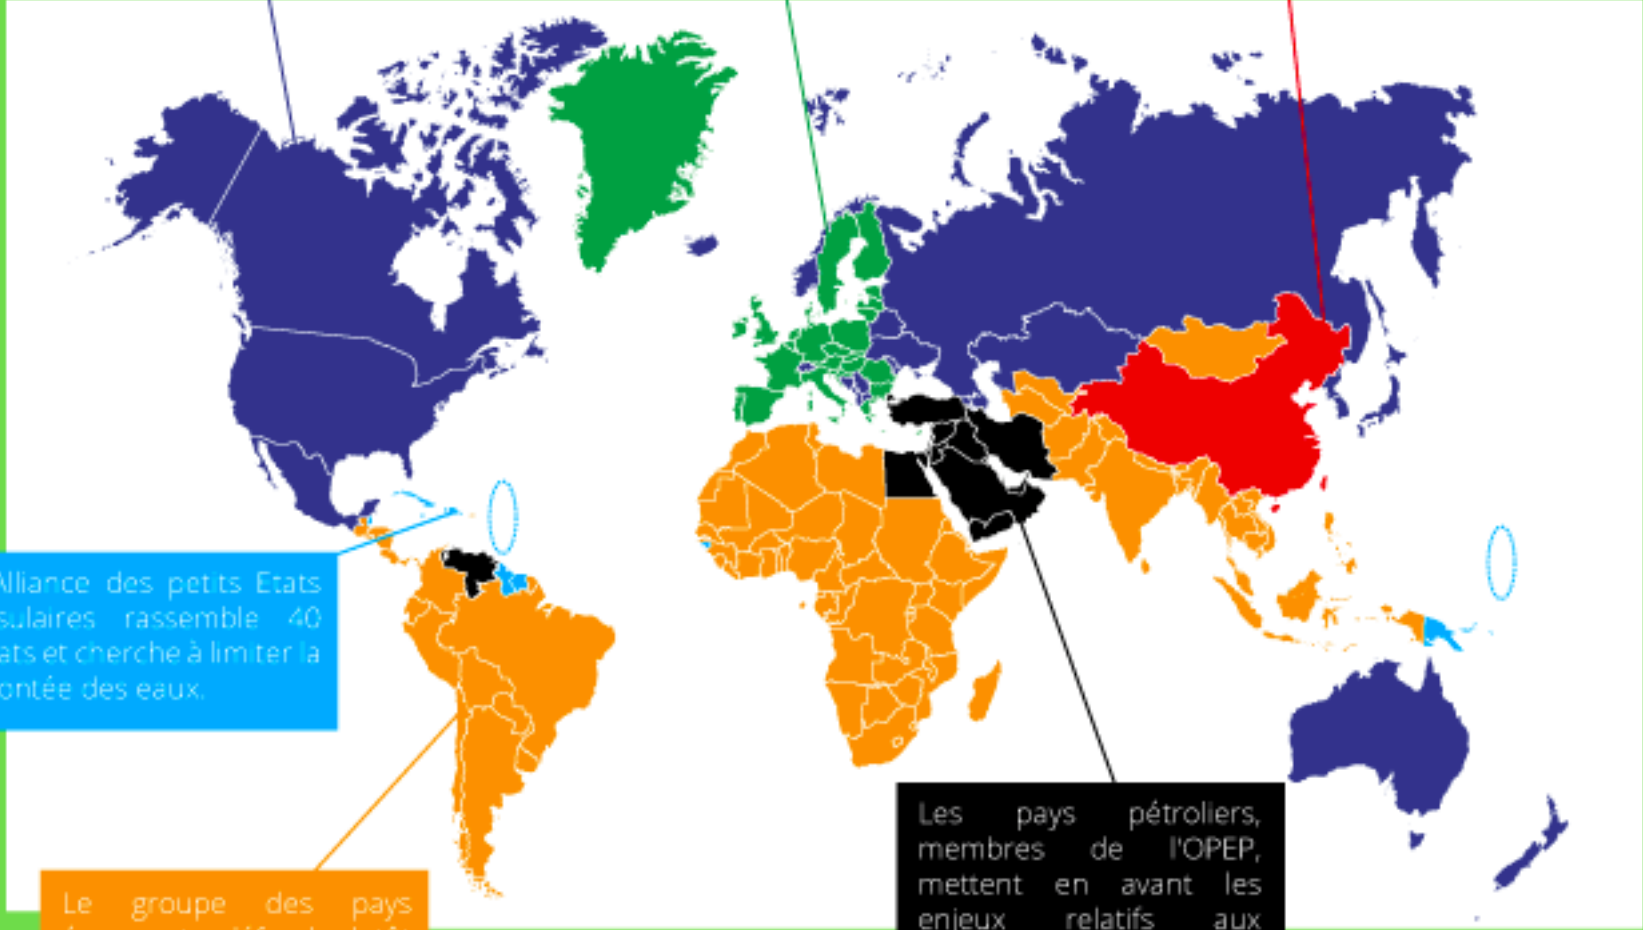 Alliance des petits Etats
sulaires rassemble 40
ats et cherche à limiter la
ontée des eaux.
Le groupe des pays
Les pays pétroliers,
membres de l'OPEP,
mettent en avant les
enjeux relatifs aux